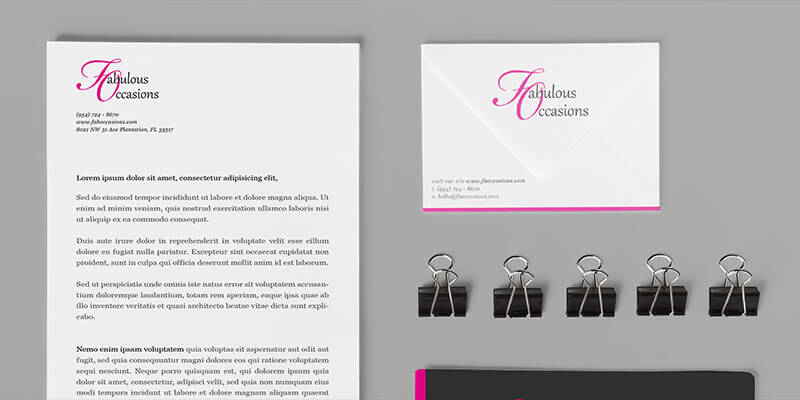 Fabulous
Occasions
(954) 724 - 8670
www.faboccasions.com
8091 NW 31 Ave Plantation, FL 33317
Lorem ipsum dolor sit amet, consectetur adipisicing elit,
Sed do eiusmod tempor incididunt ut labore et dolore magna aliqua. Ut
enim ad minim veniam, quis nostrud exercitation ullamco laboris nisi
ut aliquip ex ea commodo consequat.
Duis aute irure dolor in reprehenderit in voluptate velit esse cillum
dolore eu fugiat nulla pariatur. Excepteur sint occaecat cupidatat non
proident, sunt in culpa qui officia deserunt mollit anim id est laborum.
Sed ut perspiciatis unde omnis iste natus error sit voluptatem accusan-
tium doloremque laudantium, totam rem aperiam, eaque ipsa quae ab
illo inventore veritatis et quasi architecto beatae vitae dicta sunt expli-
cabo.
Nemo enim ipsam voluptatem quia voluptas sit aspernatur aut odit aut
fugit, sed quia consequuntur magni dolores eos qui ratione voluptatem
sequi nesciunt. Neque porro quisquam est, qui dolorem ipsum quia
dolor sit amet, consectetur, adipisci velit, sed quia non numquam eius
modi tempora incidunt ut labore et dolore magnam aliquam quaerat
Fabulous
Occasions
visit our site www.fboccasions.com
t. (954) 724 - 8670
e. hello@fboccasions.com